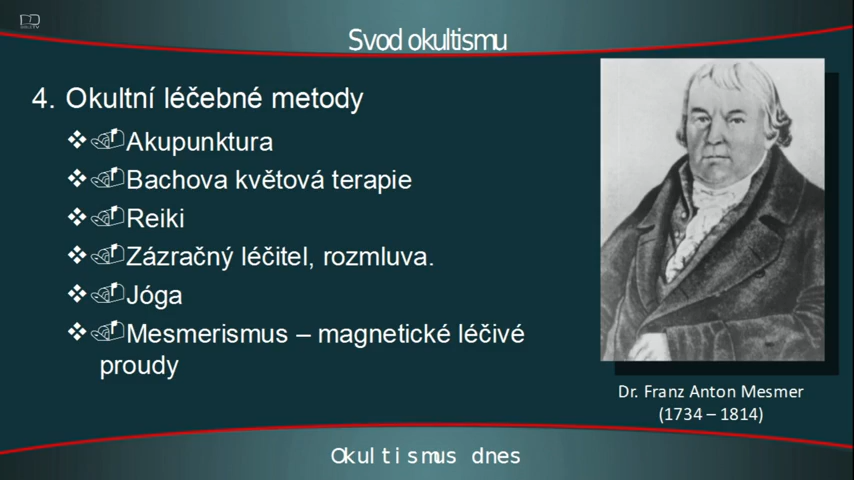 Svod okultismu
4. Okultní léčebné metody
Akupunktura
Bachova květová terapie
Reiki
Zázračný léčitel, rozmluva.
Jóga
Mesmerismus – magnetické léčivé
proudy
Dr. Franz Anton Mesmer
(1734 – 1814)
Okultismus dnes